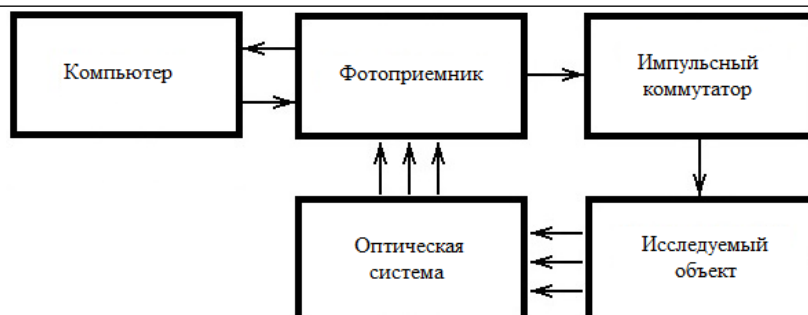 Компьютер
Фотоприемник
Импульсный
коммутатор
Оптическая
система
Исследуемый
объект